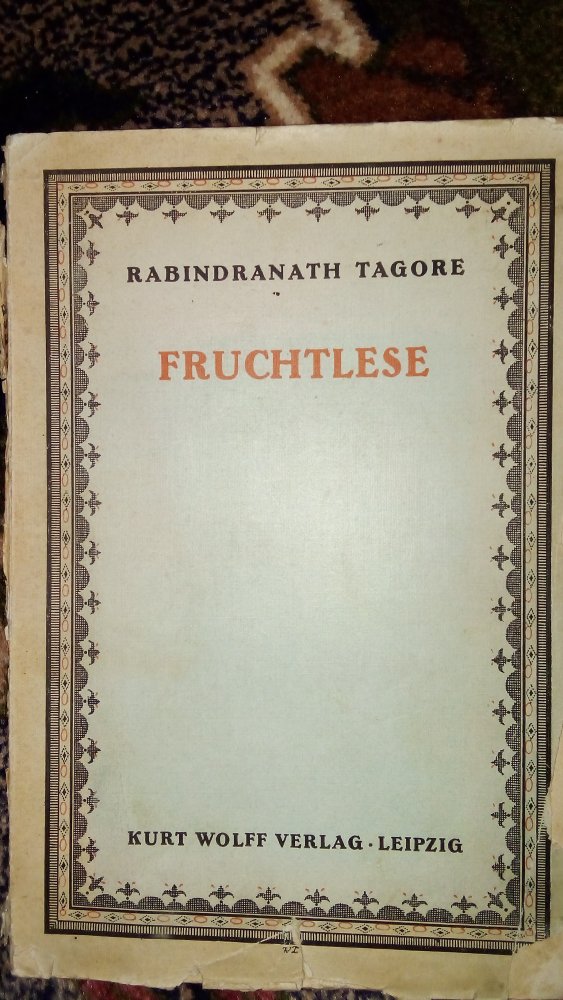 RABINDRANATH TAGORE
FRUCHTLESE
KURT WOLFF VERLAG · LEIPZIG